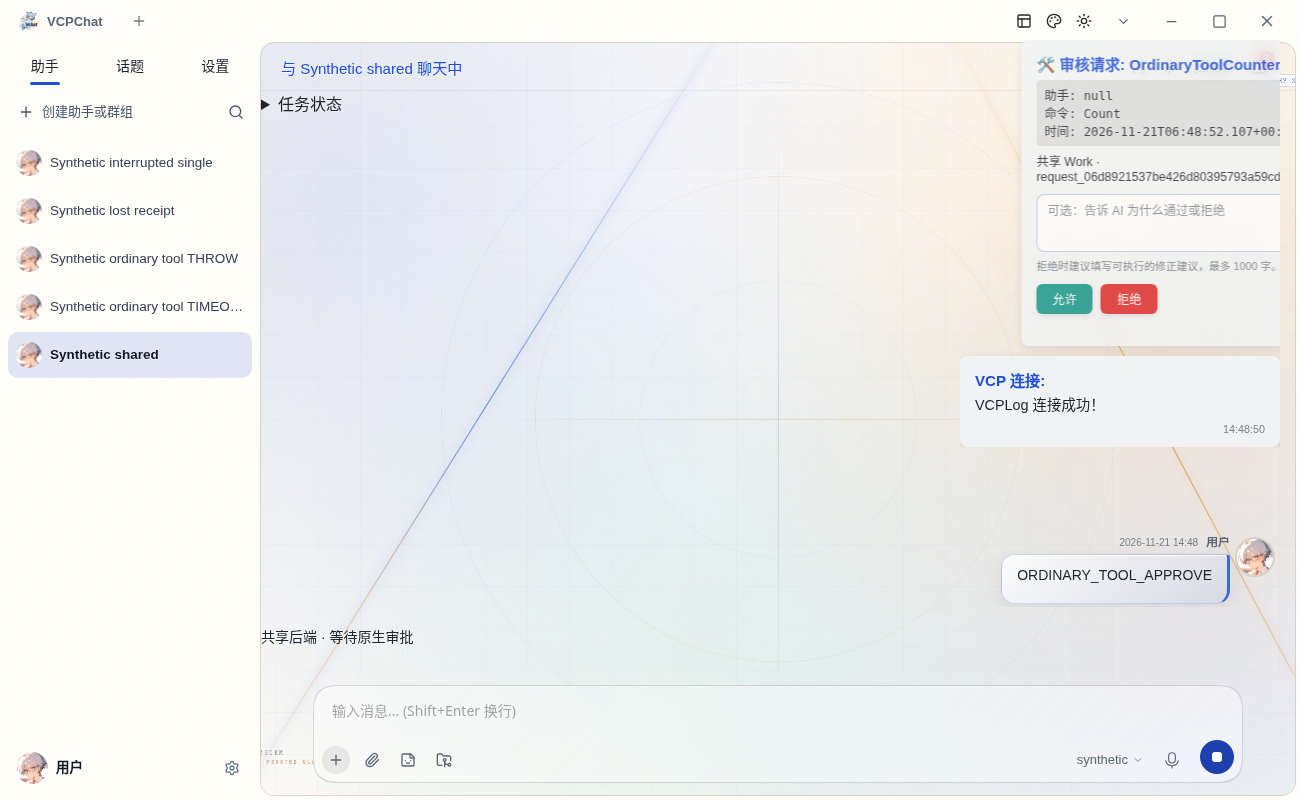 VCPChat
助手
话题
设置
创建助手或群组
Synthetic interrupted single
Synthetic lost receipt
Synthetic ordinary tool THROW
Synthetic ordinary tool TIMEO…
Synthetic shared
用户
与 Synthetic shared 聊天中
▶ 任务状态
🛠️ 审核请求: OrdinaryToolCounter
助手: null
命令: Count
时间: 2026-11-21T06:48:52.107+00:
共享 Work ·
request_06d8921537be426d80395793a59cd
可选：告诉 AI 为什么通过或拒绝
拒绝时建议填写可执行的修正建议，最多 1000 字。
允许
拒绝
VCP 连接:
VCPLog 连接成功！
14:48:50
2026-11-21 14:48 用户
ORDINARY_TOOL_APPROVE
共享后端 · 等待原生审批
输入消息... (Shift+Enter 换行)
synthetic